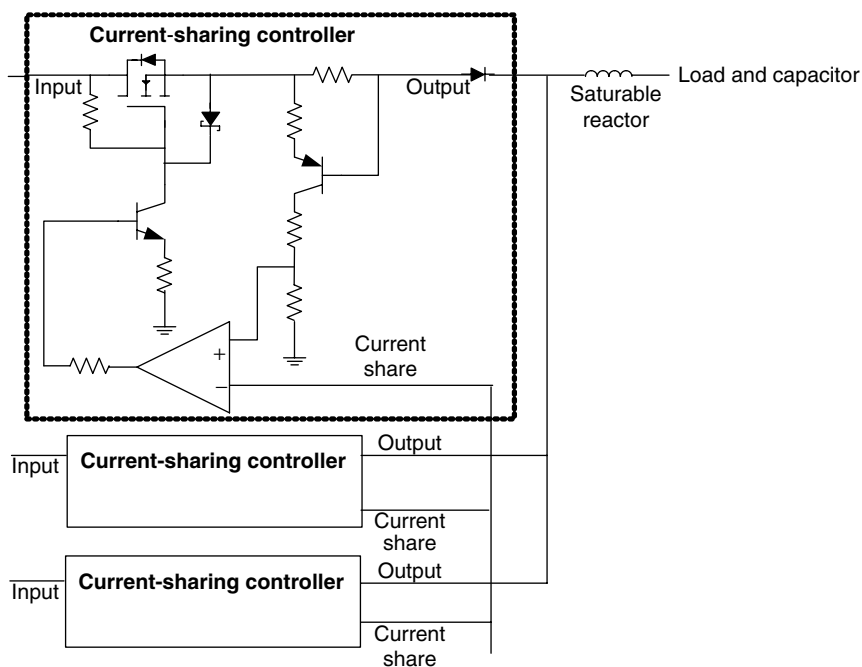 Current-sharing controller
Input
Output
Load and capacitor
Saturable
reactor
+
−
Current
share
Input
Current-sharing controller
Output
Current
share
Input
Current-sharing controller
Output
Current
share